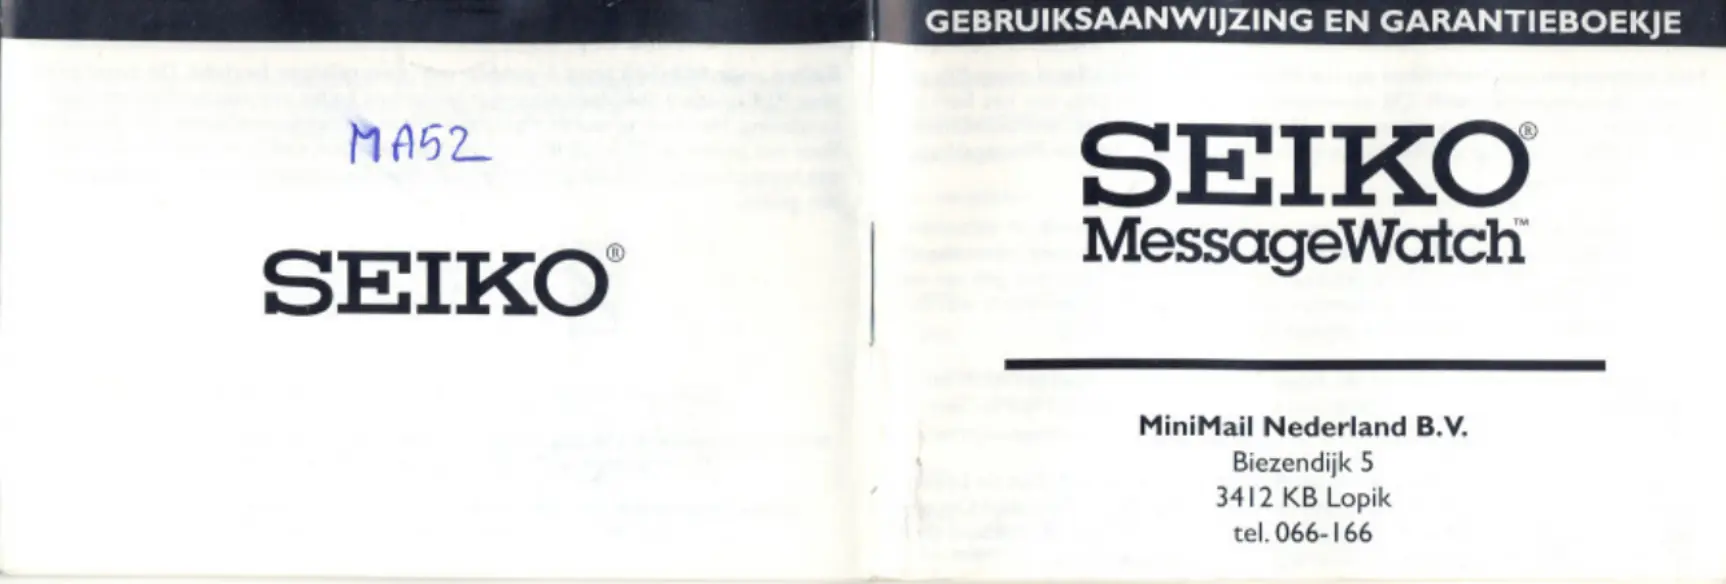 MA52
SEIKO®
GEBRUIKSAANWIJZING EN GARANTIEBOEKJE
SEIKO®
MessageWatch™
MiniMail Nederland B.V.
Biezendijk 5
3412 KB Lopik
tel. 066-166